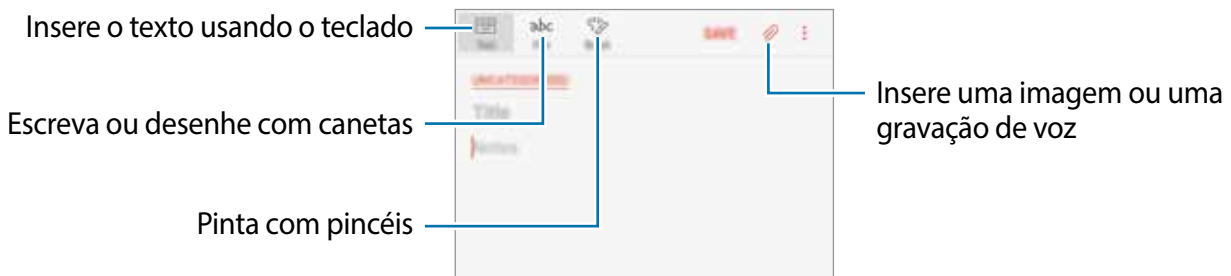 Insere o texto usando o teclado
abc
SAVE
Insere uma imagem ou uma
gravação de voz
Escreva ou desenhe com canetas
Title
Notes
Pinta com pincéis